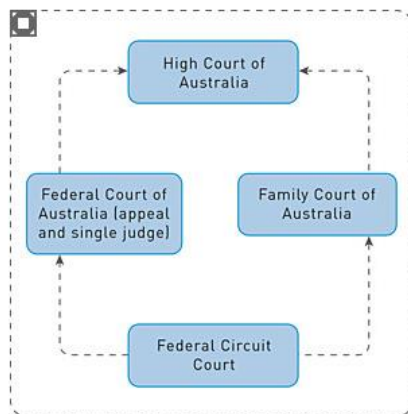 High Court of
Australia
Federal Court of
Australia (appeal
and single judge)
Family Court of
Australia
Federal Circuit
Court